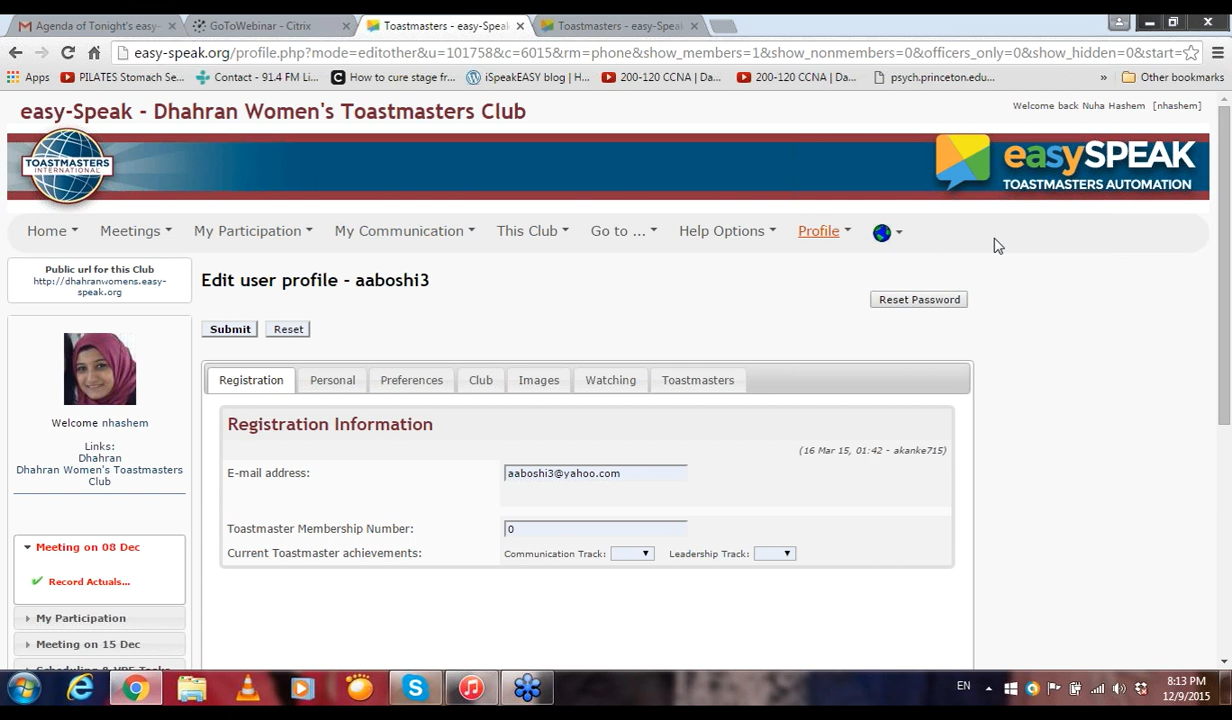 Agenda of Tonight's easy-
GoToWebinar - Citrix
Toastmasters - easy-Speak
Toastmasters - easy-Speak
easy-speak.org/profile.php?mode=editother&u=101758&c=6015&rm=phone&show_members=1&show_nonmembers=0&officers_only=0&show_hidden=0&start=
Apps
PILATES Stomach Se...
Contact - 91.4 FM Li...
How to cure stage fr...
iSpeakEASY blog | H...
200-120 CCNA | Da...
200-120 CCNA | Da...
psych.princeton.edu...
»
Other bookmarks
easy-Speak - Dhahran Women's Toastmasters Club
Welcome back Nuha Hashem [nhashem]
TOASTMASTERS
INTERNATIONAL
easySPEAK
TOASTMASTERS AUTOMATION
Home
Meetings
My Participation
My Communication
This Club
Go to ...
Help Options
Profile
Public url for this Club
http://dhahranwomens.easy-
speak.org
Edit user profile - aaboshi3
Reset Password
Submit
Reset
Registration
Personal
Preferences
Club
Images
Watching
Toastmasters
Registration Information
(16 Mar 15, 01:42 - akanke715)
E-mail address:
aaboshi3@yahoo.com
Toastmaster Membership Number:
0
Current Toastmaster achievements:
Communication Track:
Leadership Track:
Welcome nhashem
Links:
Dhahran
Dhahran Women's Toastmasters
Club
Meeting on 08 Dec
Record Actuals...
My Participation
Meeting on 15 Dec
Scheduling & VPE Tasks
EN
8:13 PM
12/9/2015